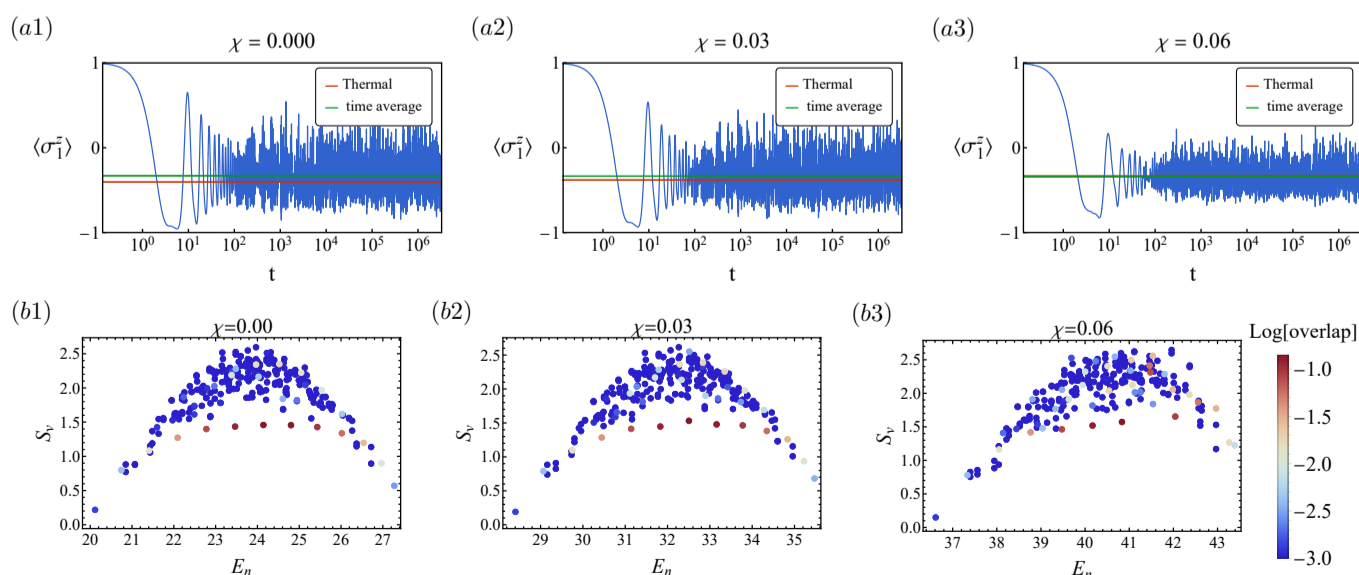 (a1)
χ = 0.000
1
0
−1
⟨σ₁ᶻ⟩
Thermal
time average
10⁰ 10¹ 10² 10³ 10⁴ 10⁵ 10⁶
t
(a2)
χ = 0.03
1
0
−1
⟨σ₁ᶻ⟩
Thermal
time average
10⁰ 10¹ 10² 10³ 10⁴ 10⁵ 10⁶
t
(a3)
χ = 0.06
1
0
−1
⟨σ₁ᶻ⟩
Thermal
time average
10⁰ 10¹ 10² 10³ 10⁴ 10⁵ 10⁶
t
(b1)
χ=0.00
2.5
2.0
1.5
1.0
0.5
0.0
Sᵥ
20 21 22 23 24 25 26 27
Eₙ
(b2)
χ=0.03
2.5
2.0
1.5
1.0
0.5
0.0
Sᵥ
29 30 31 32 33 34 35
Eₙ
(b3)
χ=0.06
2.5
2.0
1.5
1.0
0.5
0.0
Sᵥ
37 38 39 40 41 42 43
Log[overlap]
−1.0
−1.5
−2.0
−2.5
−3.0